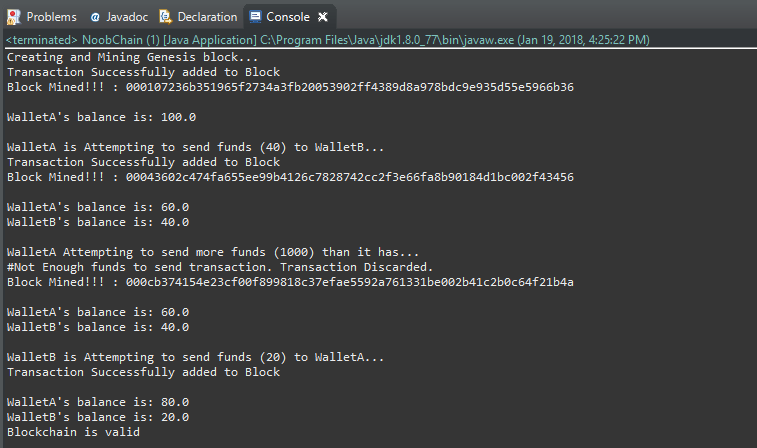 Problems @ Javadoc Declaration Console
<terminated> NoobChain (1) [Java Application] C:\Program Files\Java\jdk1.8.0_77\bin\javaw.exe (Jan 19, 2018, 4:25:22 PM)
Creating and Mining Genesis block...
Transaction Successfully added to Block
Block Mined!!! : 000107236b351965f2734a3fb20053902ff4389d8a978bdc9e935d55e5966b36
WalletA's balance is: 100.0
WalletA is Attempting to send funds (40) to WalletB...
Transaction Successfully added to Block
Block Mined!!! : 00043602c474fa655ee99b4126c7828742cc2f3e66fa8b90184d1bc002f43456
WalletA's balance is: 60.0
WalletB's balance is: 40.0
WalletA Attempting to send more funds (1000) than it has...
#Not Enough funds to send transaction. Transaction Discarded.
Block Mined!!! : 000cb374154e23cf00f899818c37efae5592a761331be002b41c2b0c64f21b4a
WalletA's balance is: 60.0
WalletB's balance is: 40.0
WalletB is Attempting to send funds (20) to WalletA...
Transaction Successfully added to Block
WalletA's balance is: 80.0
WalletB's balance is: 20.0
Blockchain is valid